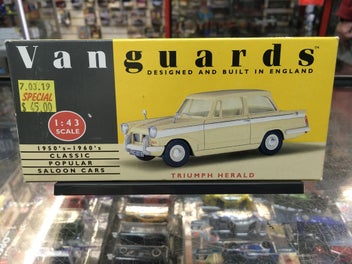 Vanguards™
DESIGNED AND BUILT IN ENGLAND
7.03.19
SPECIAL
$ 45.00
1:43
SCALE
1950's-1960's
CLASSIC
POPULAR
SALOON CARS
TRIUMPH HERALD